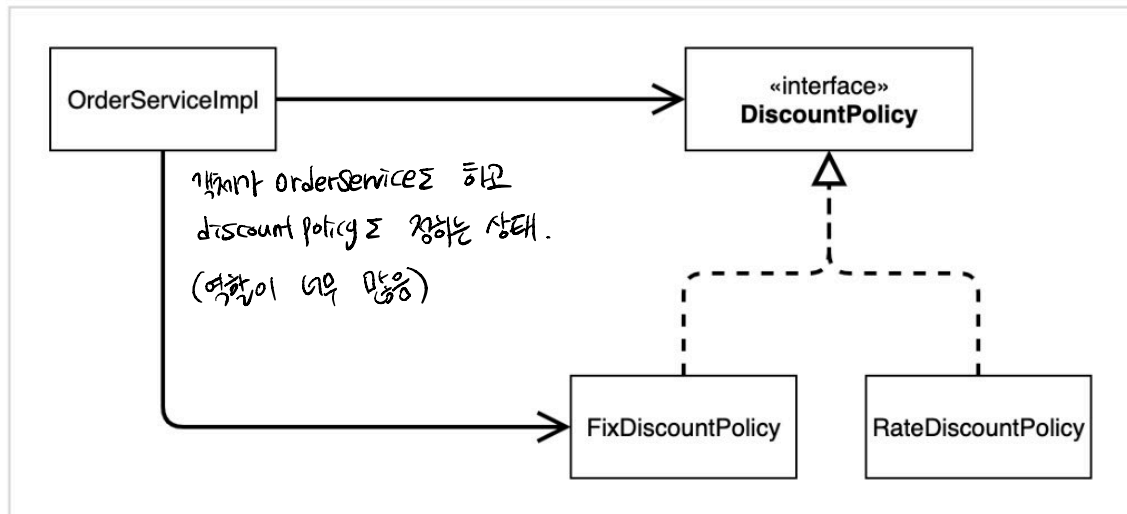 OrderServiceImpl
«interface»
DiscountPolicy
객체가 orderService도 하고
discount policy도 정하는 상태.
(역할이 너무 많음)
FixDiscountPolicy
RateDiscountPolicy